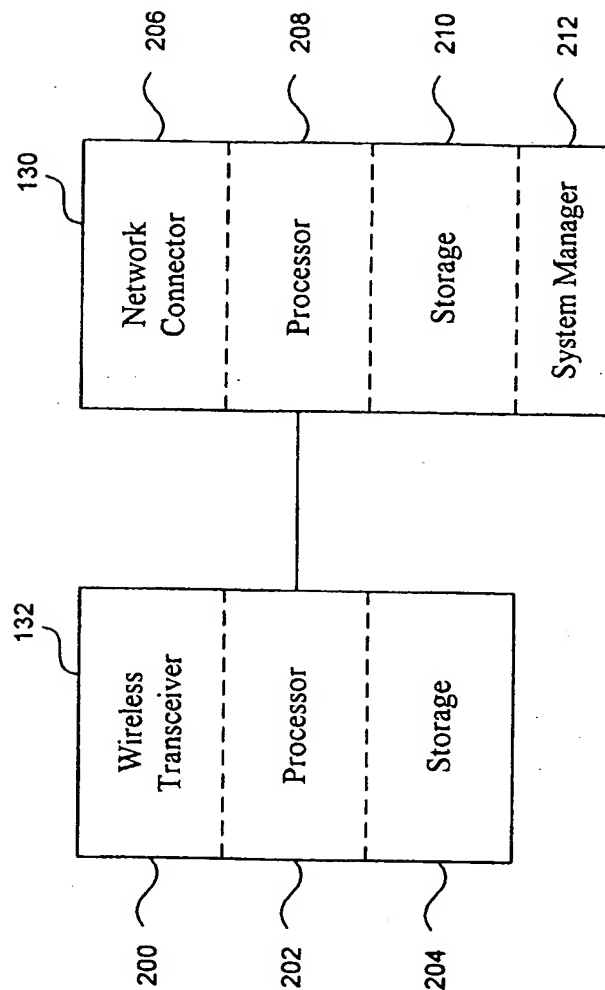 132
130
200
Wireless
Transceiver
202
Processor
204
Storage
Network
Connector
206
Processor
208
Storage
210
System Manager
212